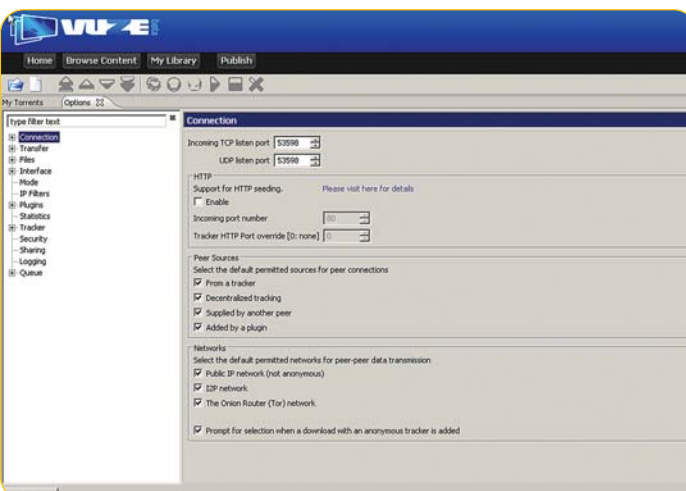 VUZE beta
Home Browse Content My Library Publish
My Torrents Options
type filter text
Connection
Transfer
Files
Interface
Mode
IP Filters
Plugins
Statistics
Tracker
Security
Sharing
Logging
Queue
Connection
Incoming TCP listen port 53598
UDP listen port 53598
HTTP
Support for HTTP seeding. Please visit here for details
Enable
Incoming port number 80
Tracker HTTP Port override [0: none] 0
Peer Sources
Select the default permitted sources for peer connections
From a tracker
Decentralized tracking
Supplied by another peer
Added by a plugin
Networks
Select the default permitted networks for peer-peer data transmission
Public IP network (not anonymous)
I2P network
The Onion Router (Tor) network
Prompt for selection when a download with an anonymous tracker is added